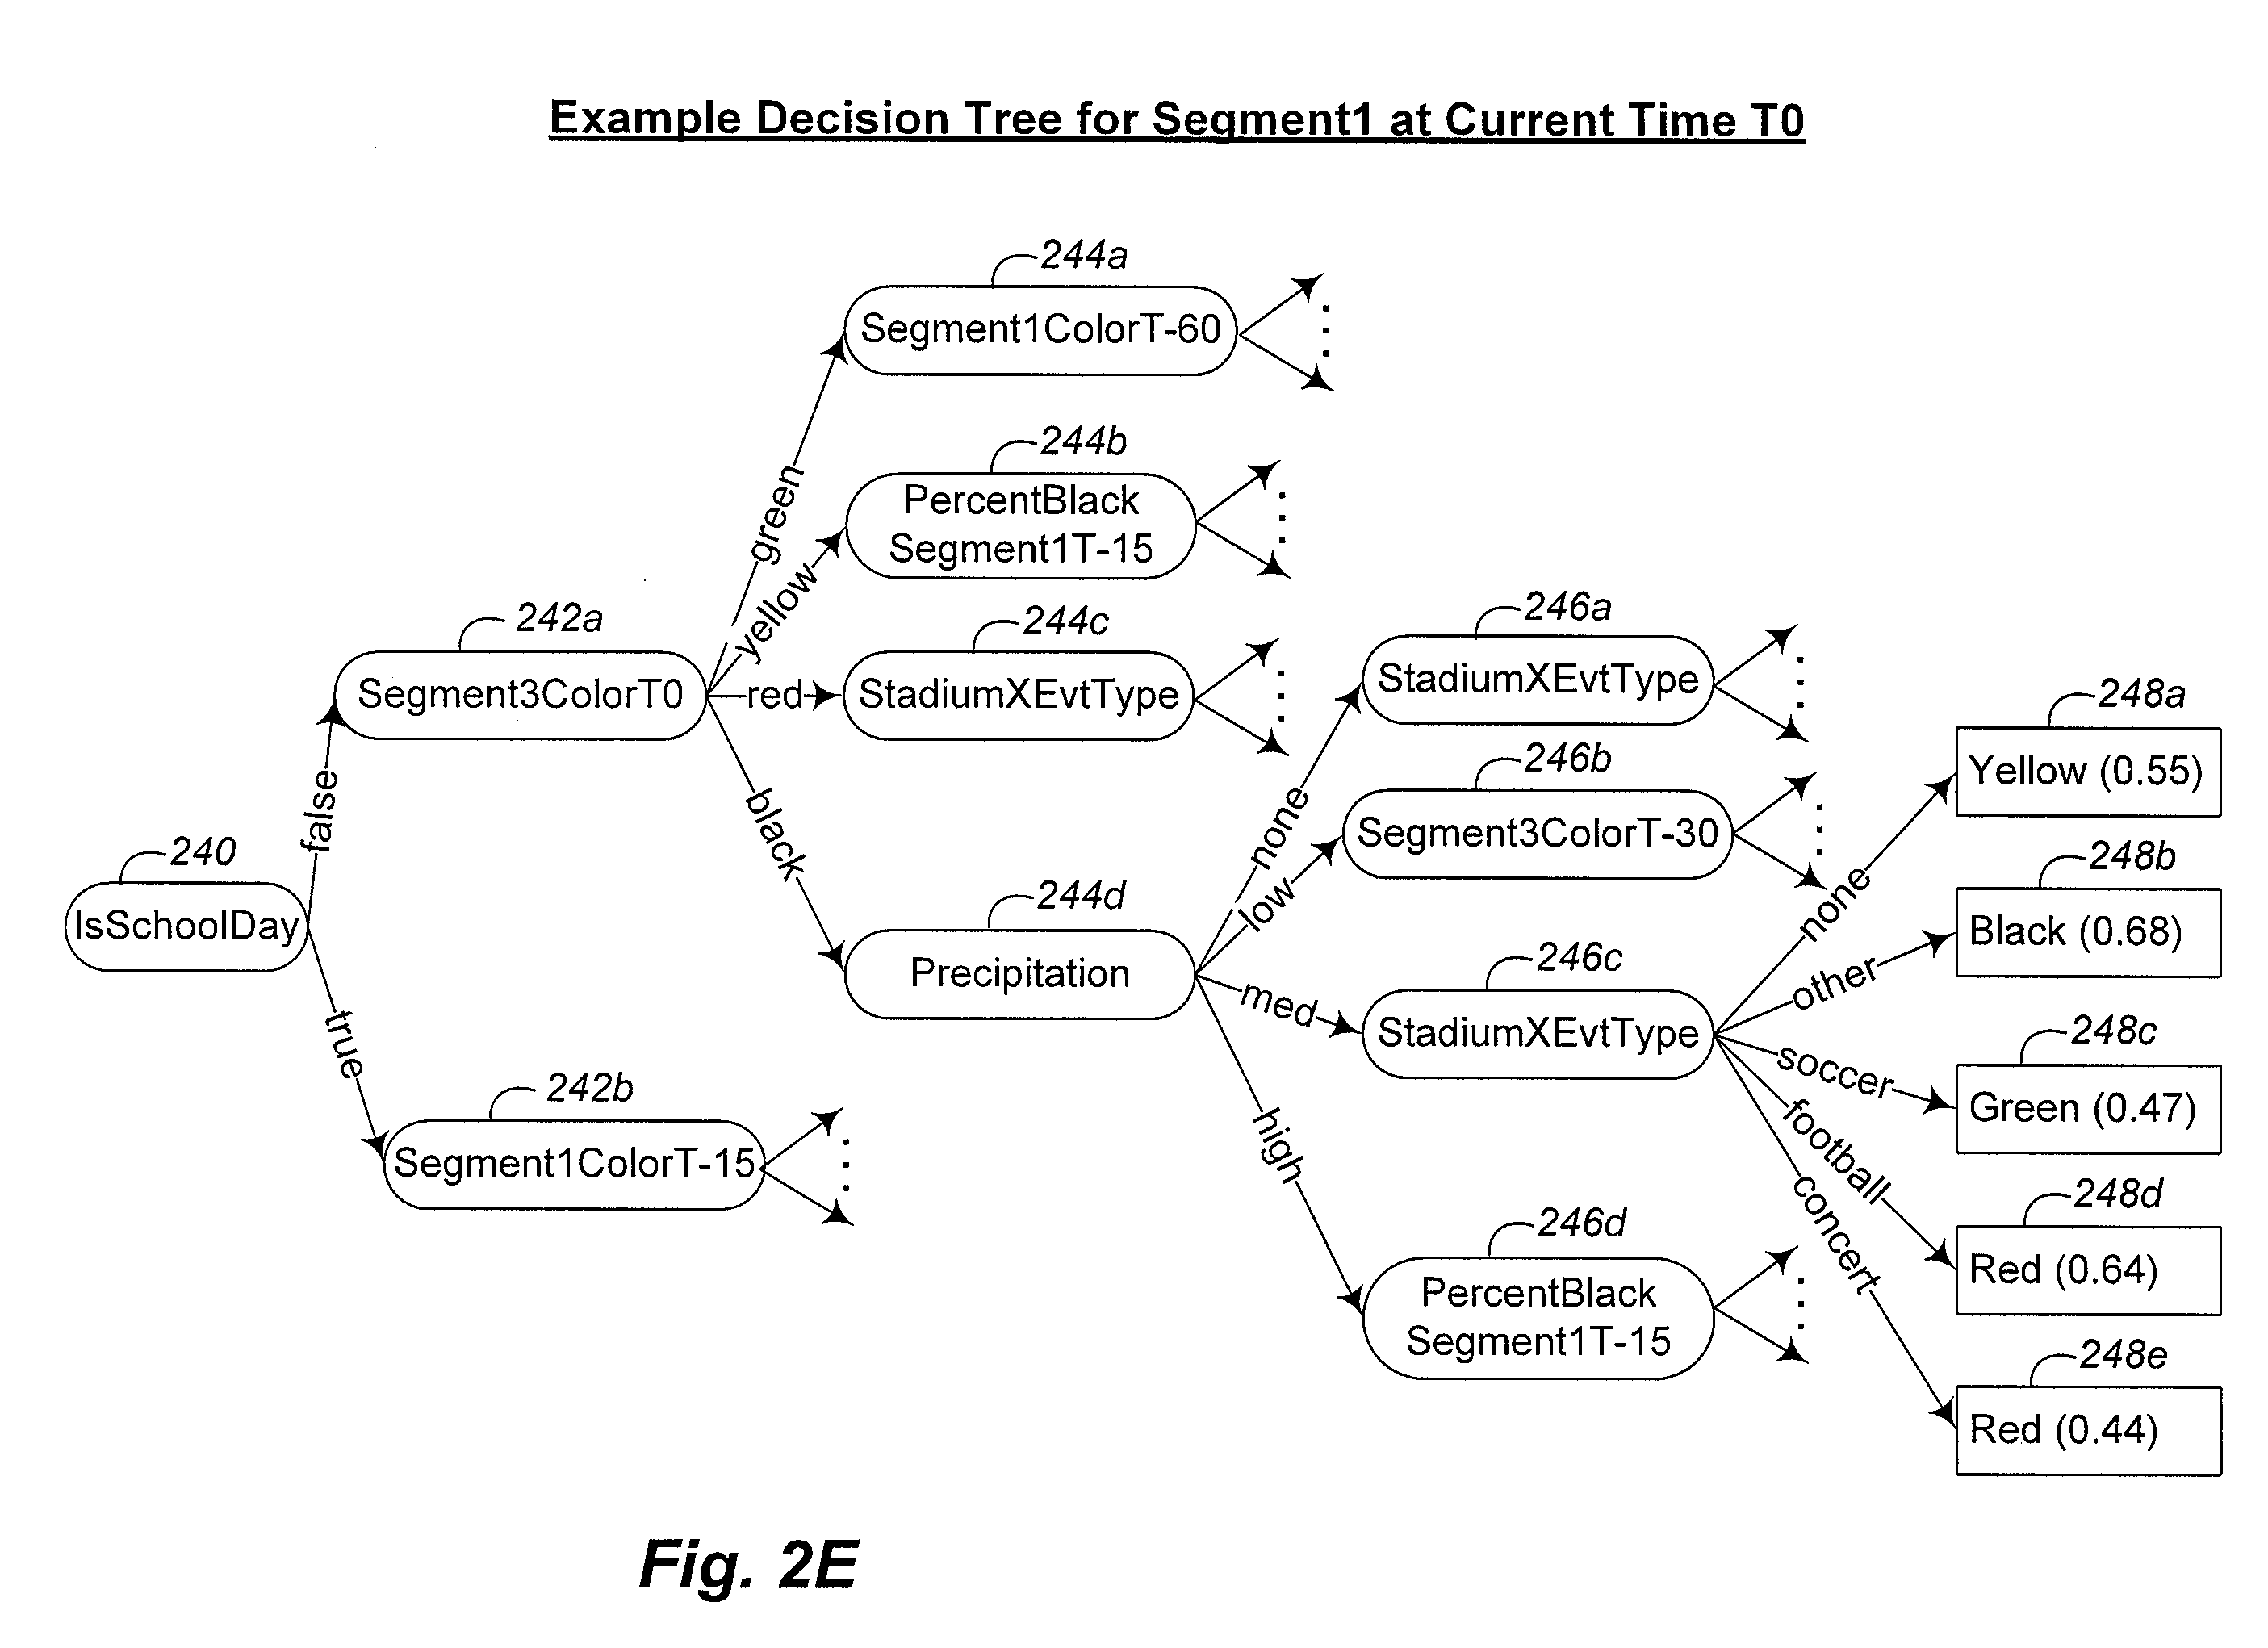 Example Decision Tree for Segment1 at Current Time T0
244a
Segment1ColorT-60
244b
PercentBlack
Segment1T-15
green
yellow
242a
Segment3ColorT0
red
244c
StadiumXEvtType
black
false
240
IsSchoolDay
true
242b
Segment1ColorT-15
244d
Precipitation
none
low
med
high
246a
StadiumXEvtType
246b
Segment3ColorT-30
246c
StadiumXEvtType
246d
PercentBlack
Segment1T-15
none
other
soccer
football
concert
248a
Yellow (0.55)
248b
Black (0.68)
248c
Green (0.47)
248d
Red (0.64)
248e
Red (0.44)
Fig. 2E